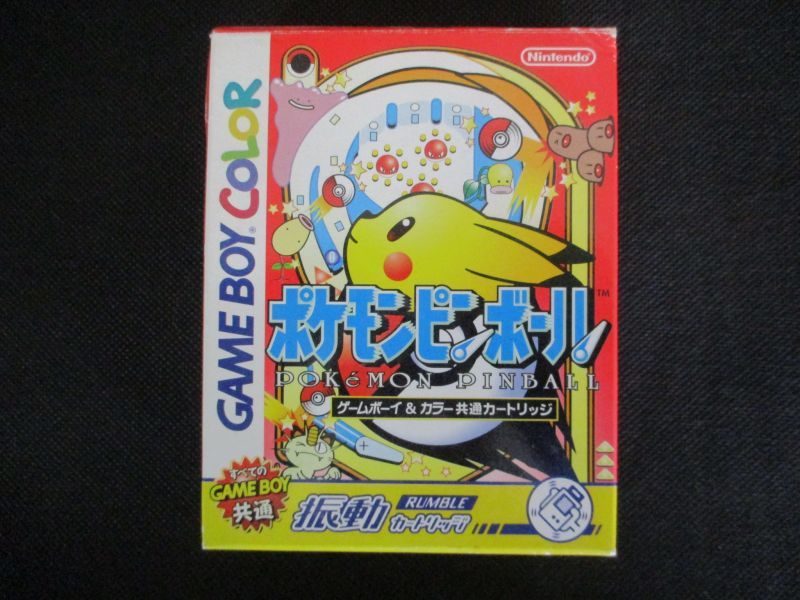 Nintendo
GAME BOY COLOR
ポケモンピンボール
TM
POKéMON PINBALL
ゲームボーイ&カラー共通カートリッジ
すべての
GAME BOY
共通
振動
RUMBLE
カートリッジ